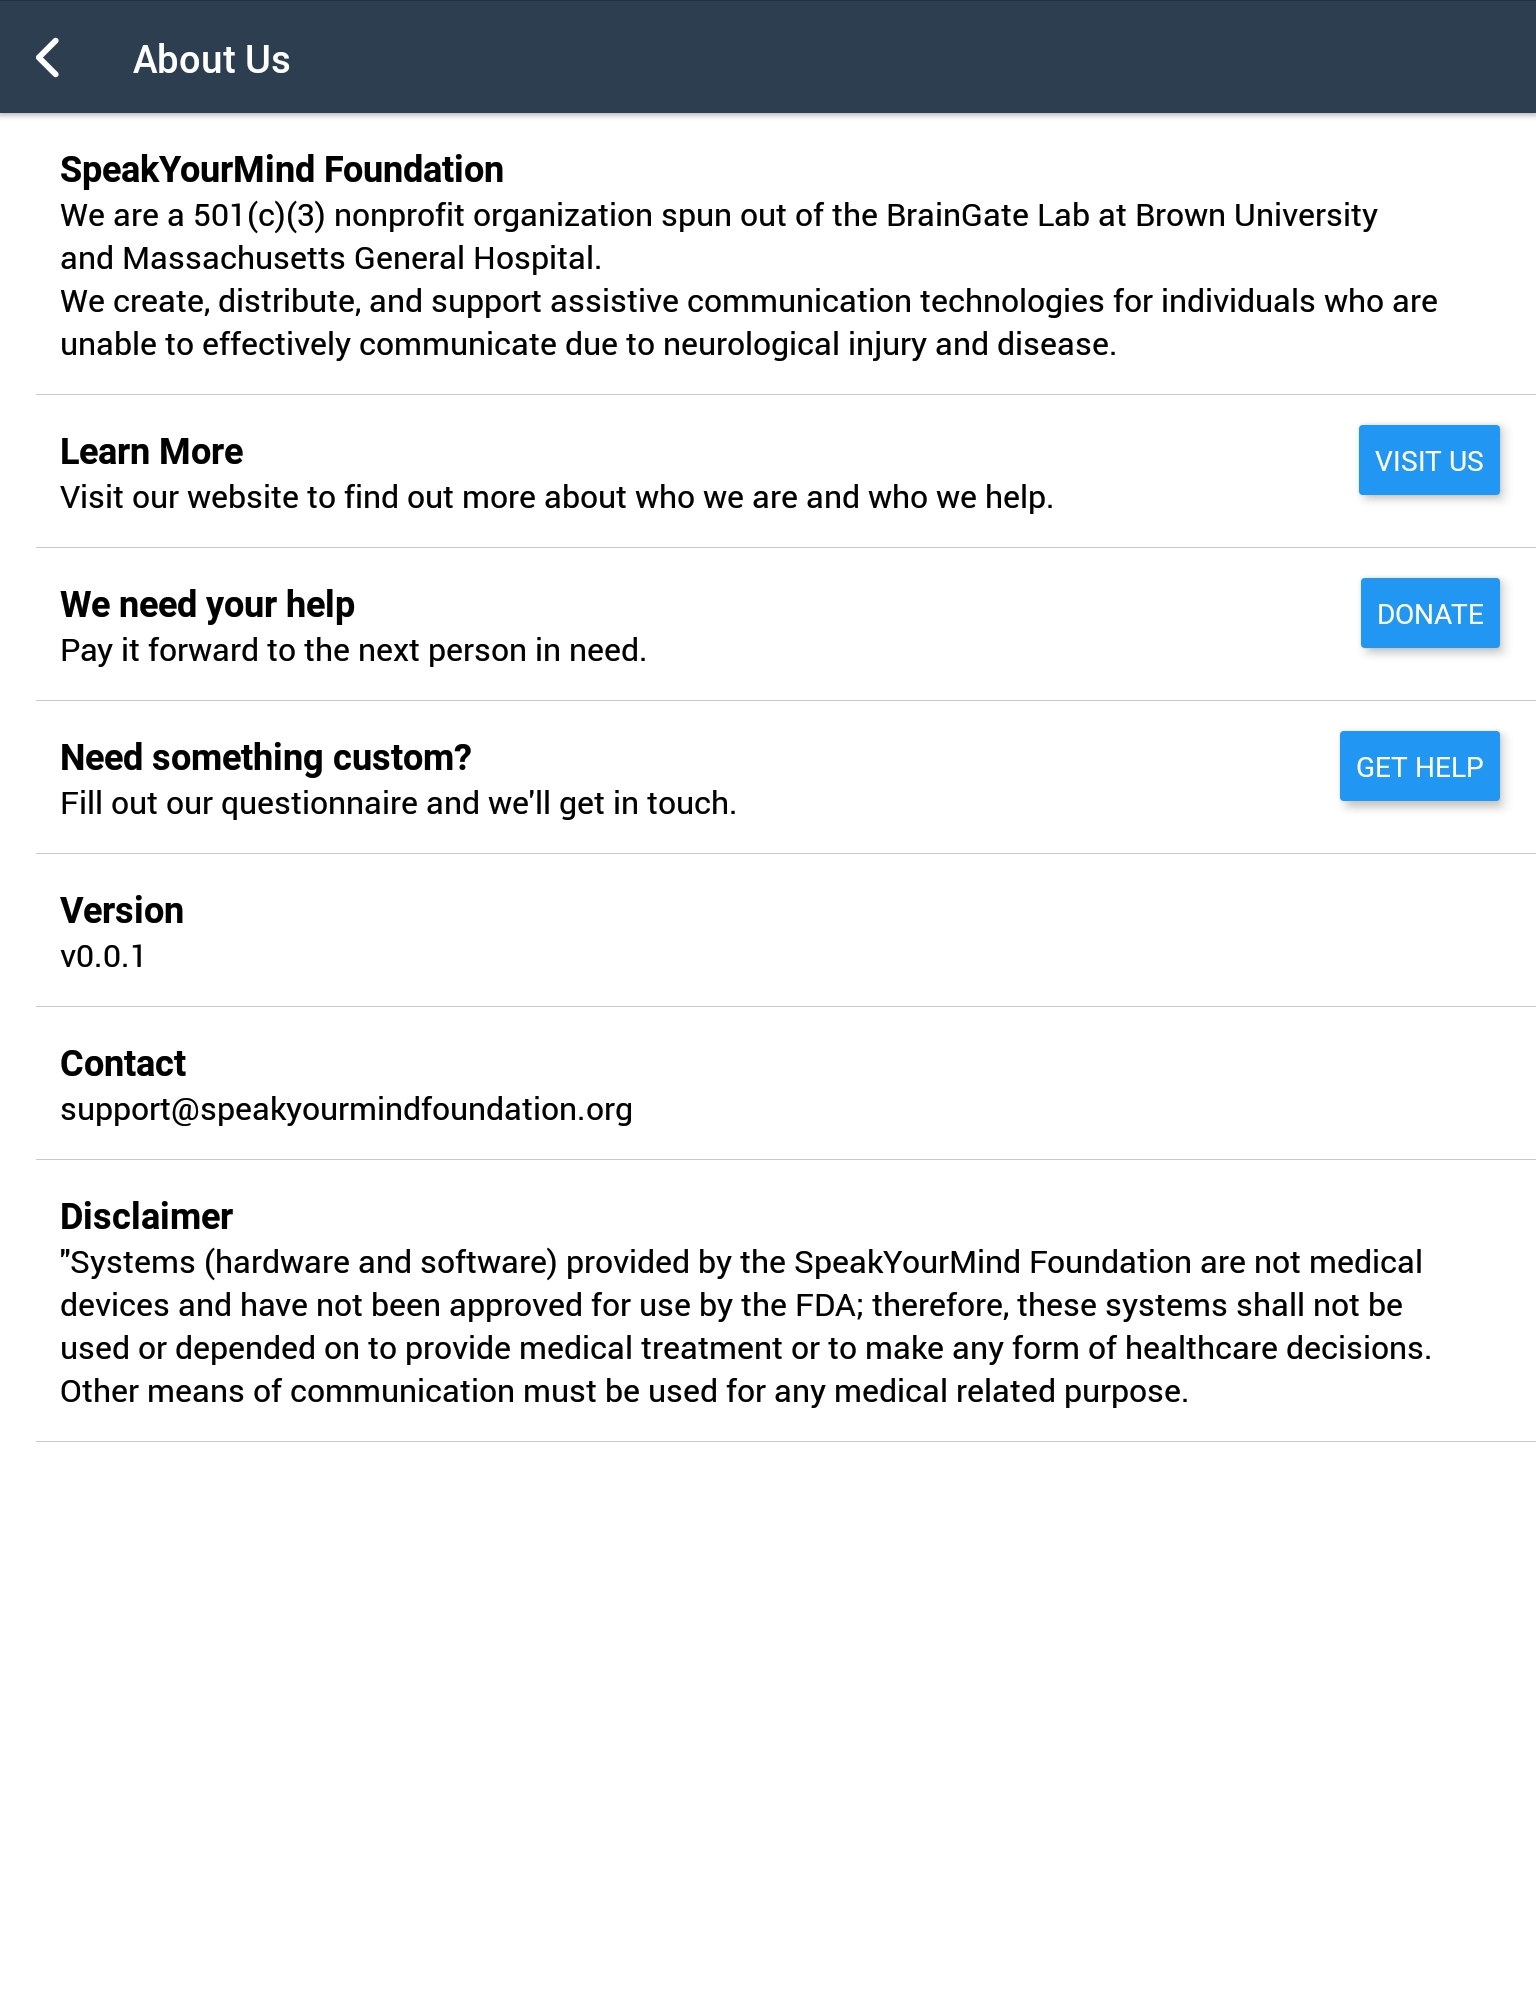 About Us
SpeakYourMind Foundation
We are a 501(c)(3) nonprofit organization spun out of the BrainGate Lab at Brown University
and Massachusetts General Hospital.
We create, distribute, and support assistive communication technologies for individuals who are
unable to effectively communicate due to neurological injury and disease.
Learn More
Visit our website to find out more about who we are and who we help.
VISIT US
We need your help
Pay it forward to the next person in need.
DONATE
Need something custom?
Fill out our questionnaire and we'll get in touch.
GET HELP
Version
v0.0.1
Contact
support@speakyourmindfoundation.org
Disclaimer
"Systems (hardware and software) provided by the SpeakYourMind Foundation are not medical
devices and have not been approved for use by the FDA; therefore, these systems shall not be
used or depended on to provide medical treatment or to make any form of healthcare decisions.
Other means of communication must be used for any medical related purpose.